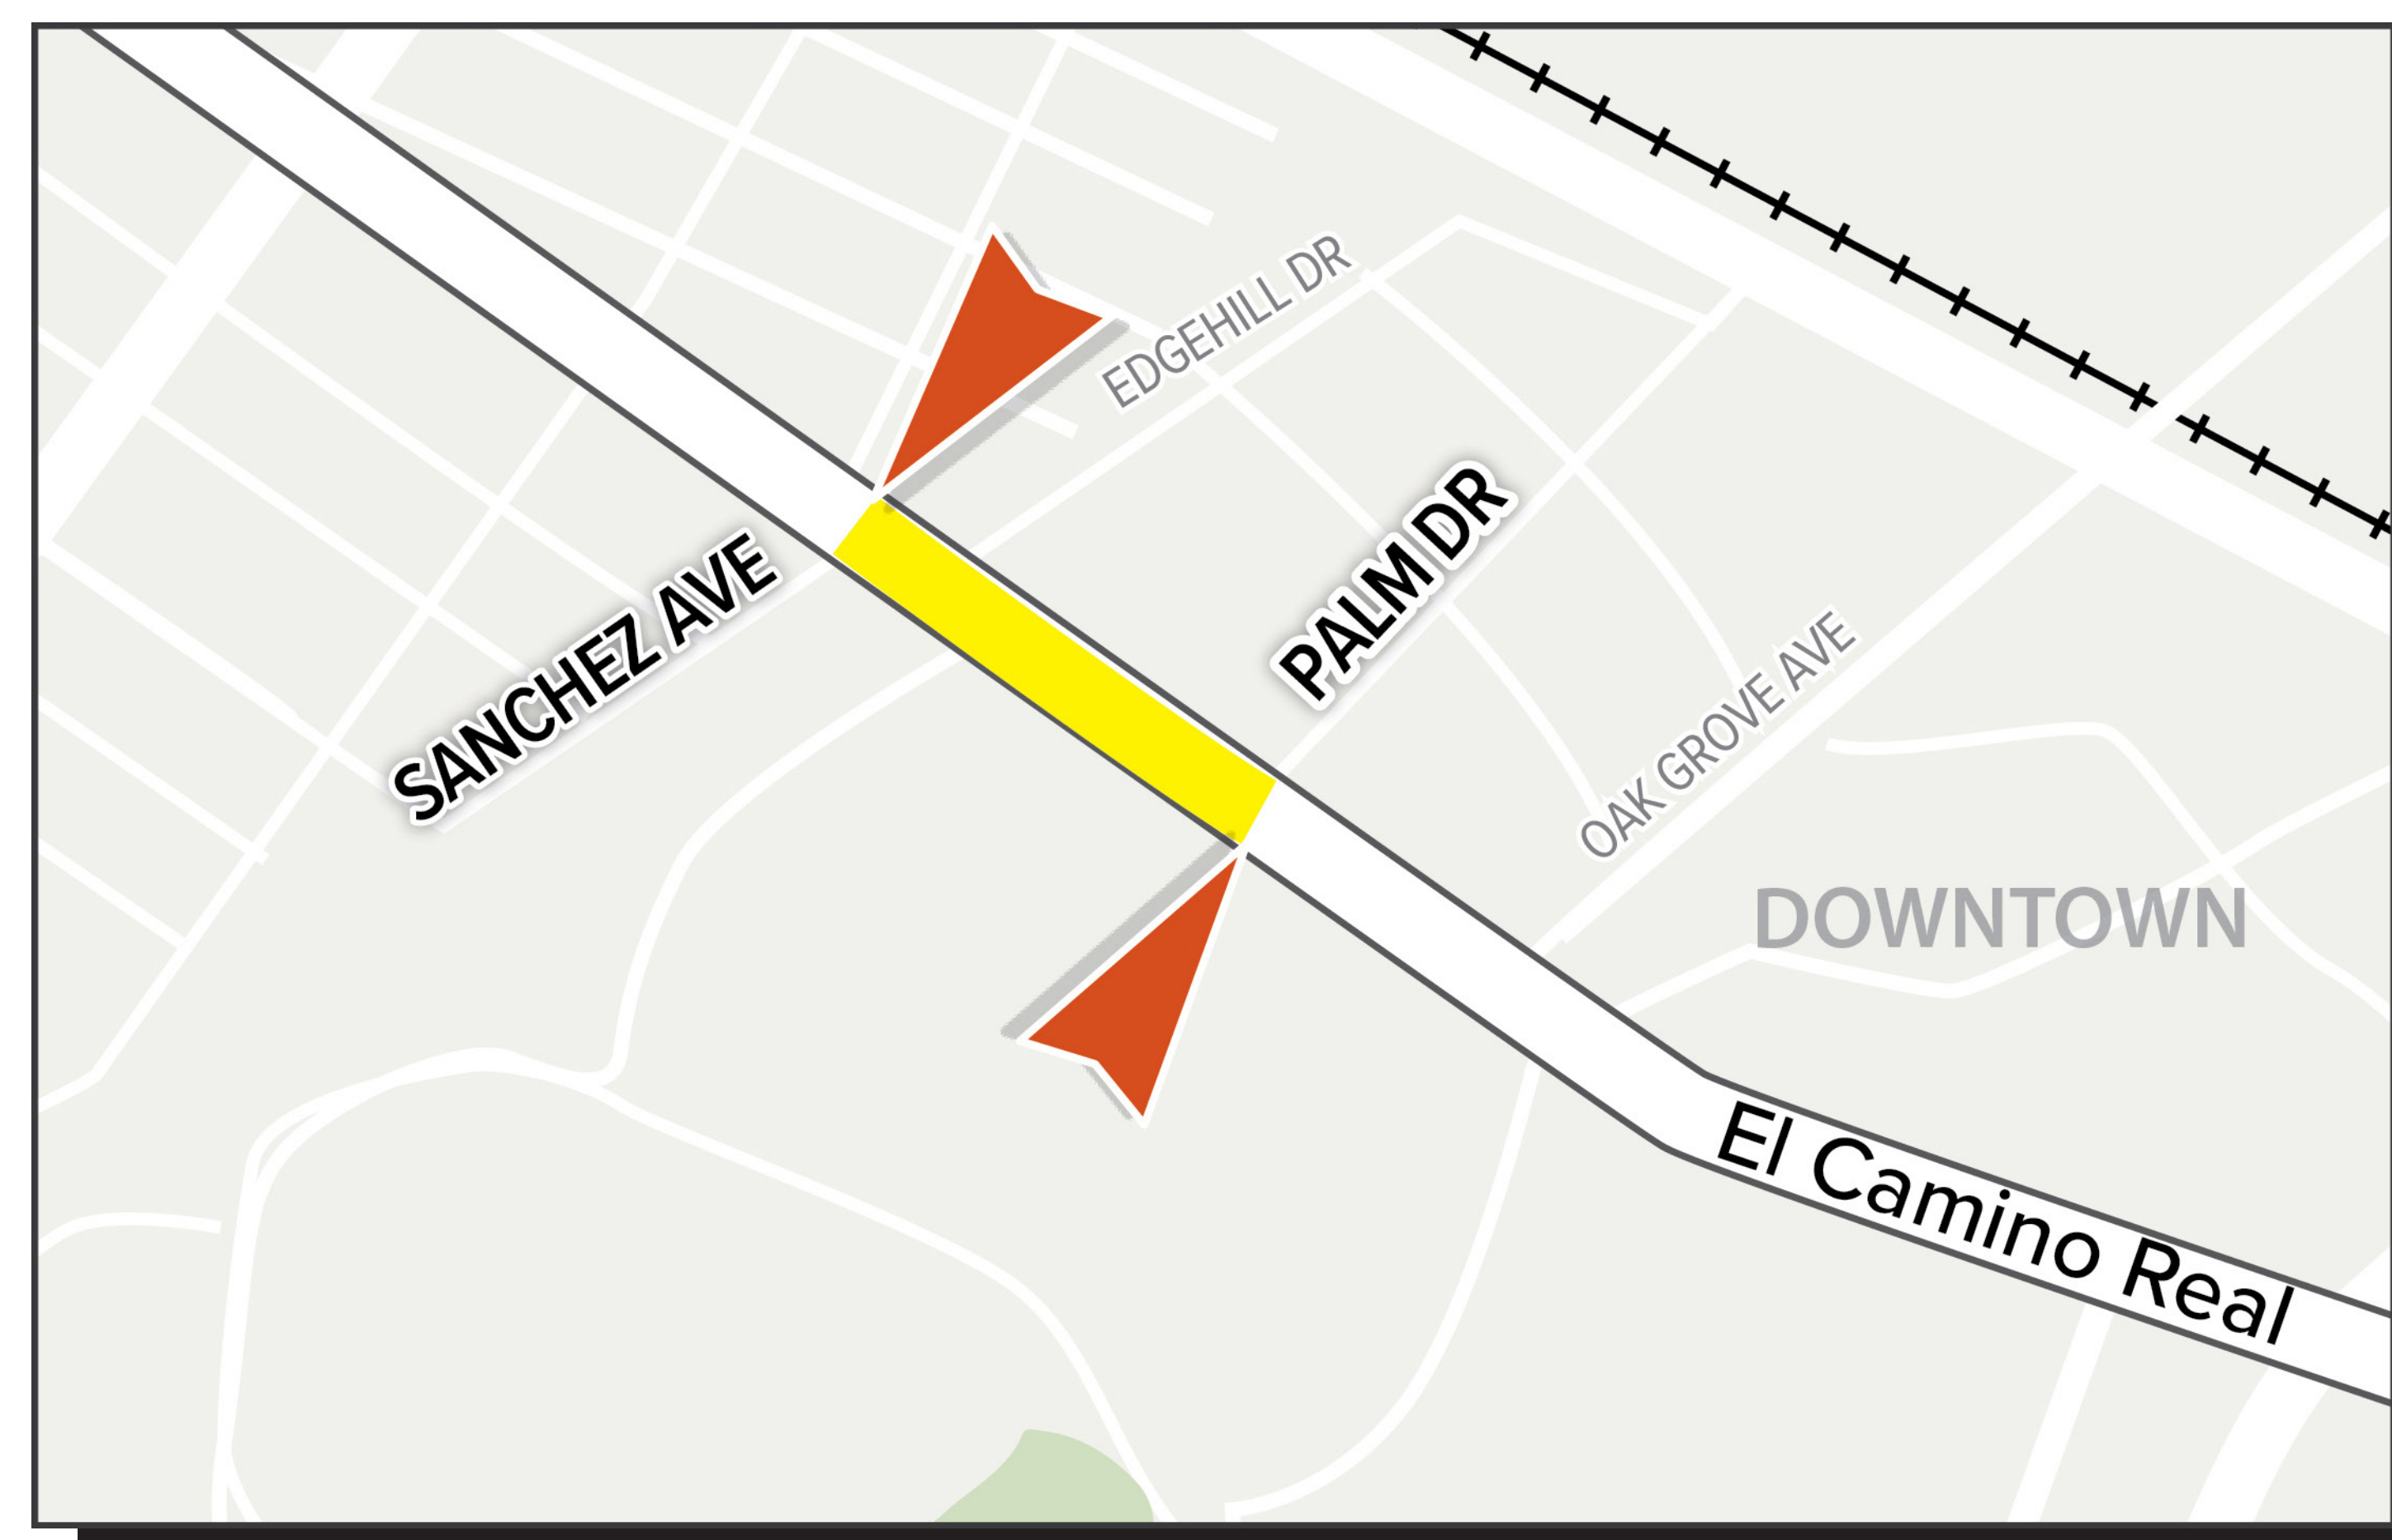 EDGEHILL DR
SANCHEZ AVE
PALM DR
OAK GROVE AVE
DOWNTOWN
El Camino Real